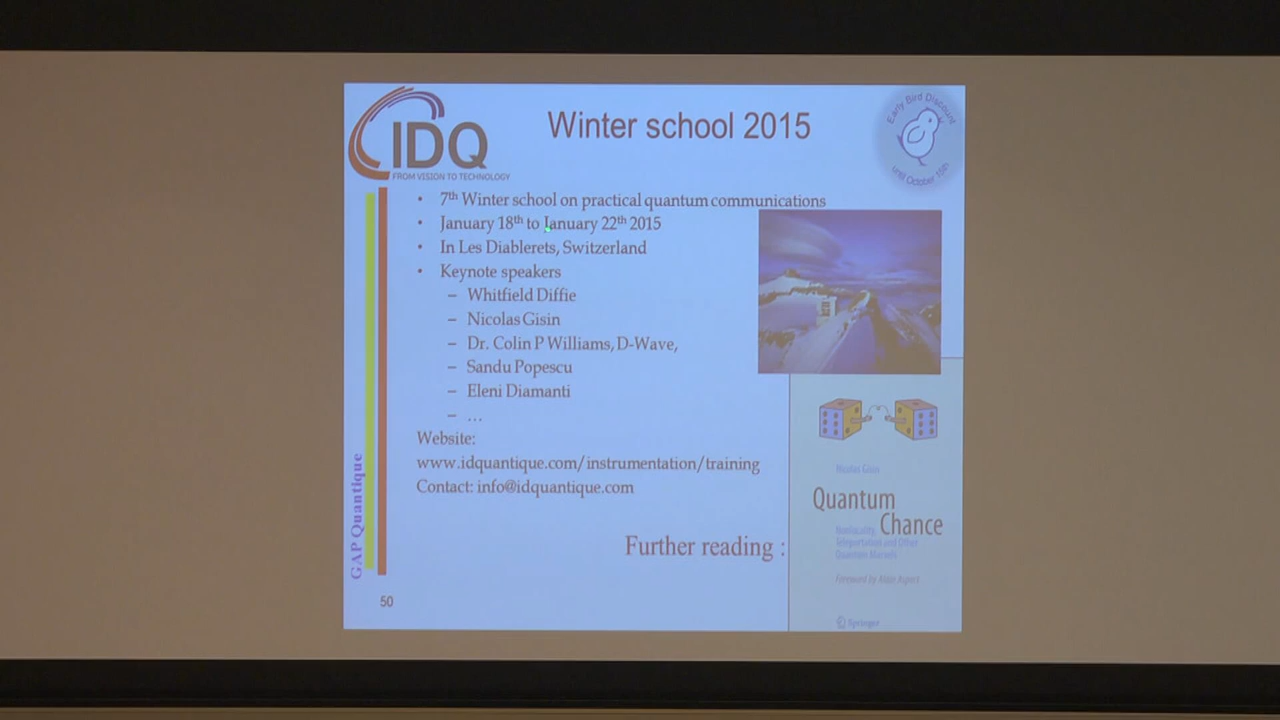 IDQ
FROM VISION TO TECHNOLOGY
Winter school 2015
Early Bird Discount
until October 15th
• 7th Winter school on practical quantum communications
• January 18th to January 22th 2015
• In Les Diablerets, Switzerland
• Keynote speakers
– Whitfield Diffie
– Nicolas Gisin
– Dr. Colin P Williams, D-Wave,
– Sandu Popescu
– Eleni Diamanti
– …
Website:
www.idquantique.com/instrumentation/training
Contact: info@idquantique.com
Further reading :
Nicolas Gisin
Quantum
Chance
Nonlocality,
Teleportation and Other
Quantum Marvels
Foreword by Alain Aspect
Springer
GAP Quantique
50